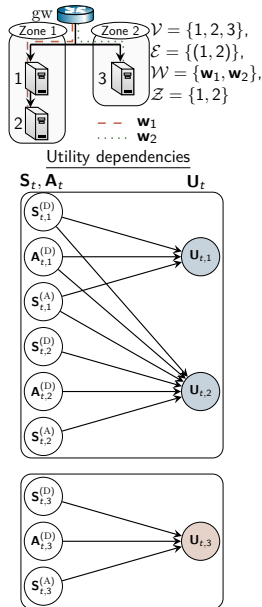 gw
Zone 1 Zone 2
𝒱 = {1, 2, 3},
ℰ = {(1, 2)},
𝒲 = {w₁, w₂},
𝒵 = {1, 2}
1
3
2
w₁
w₂
Utility dependencies
S_t, A_t U_t
S_{t,1}^{(D)}
A_{t,1}^{(D)} U_{t,1}
S_{t,1}^{(A)}
S_{t,2}^{(D)}
A_{t,2}^{(D)} U_{t,2}
S_{t,2}^{(A)}
S_{t,3}^{(D)}
A_{t,3}^{(D)} U_{t,3}
S_{t,3}^{(A)}